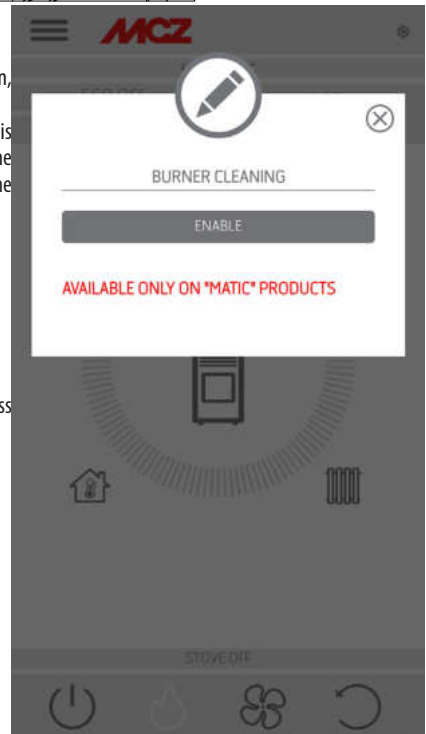 MCZ
BURNER CLEANING
ENABLE
AVAILABLE ONLY ON "MATIC" PRODUCTS
STOVE OFF